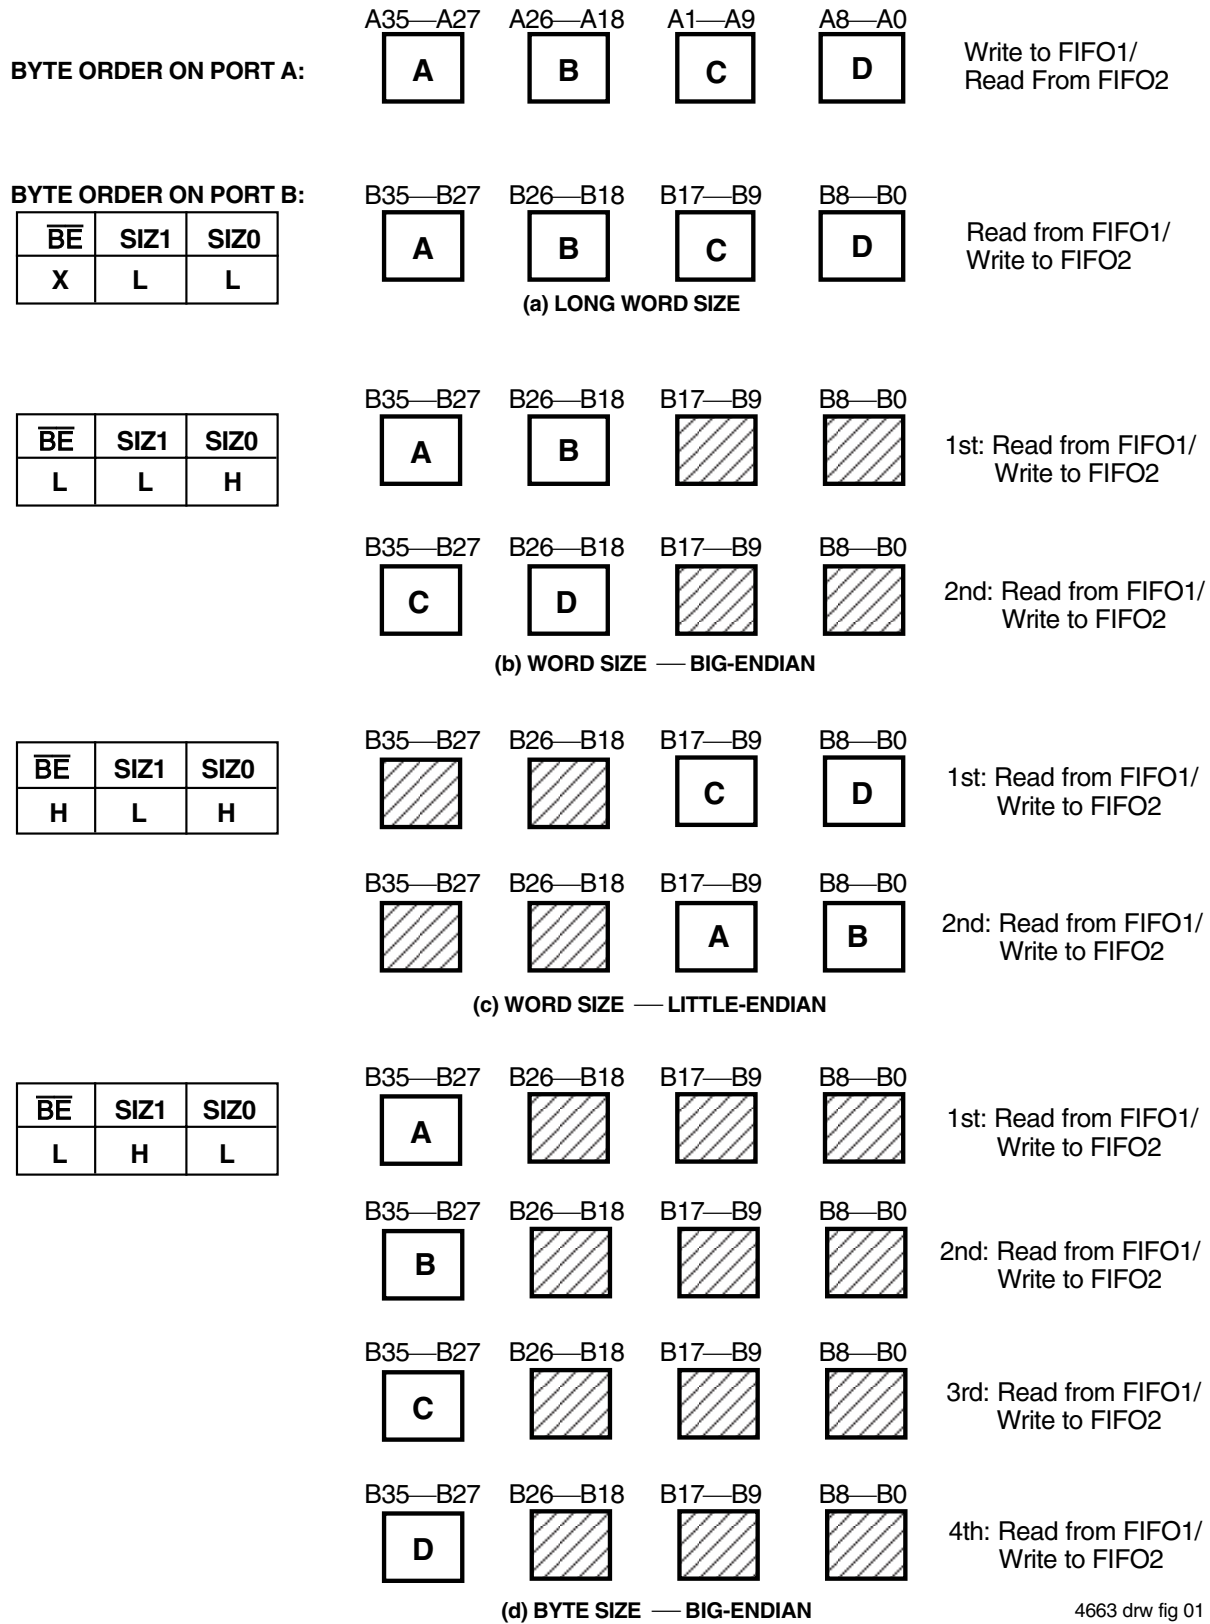 A35—A27 A26—A18 A1—A9 A8—A0
BYTE ORDER ON PORT A: A B C D Write to FIFO1/
Read From FIFO2
BYTE ORDER ON PORT B: B35—B27 B26—B18 B17—B9 B8—B0
BE SIZ1 SIZ0
X L L
A B C D Read from FIFO1/
Write to FIFO2
(a) LONG WORD SIZE
B35—B27 B26—B18 B17—B9 B8—B0
BE SIZ1 SIZ0
L L H
A B 1st: Read from FIFO1/
Write to FIFO2
B35—B27 B26—B18 B17—B9 B8—B0
C D 2nd: Read from FIFO1/
Write to FIFO2
(b) WORD SIZE — BIG-ENDIAN
B35—B27 B26—B18 B17—B9 B8—B0
BE SIZ1 SIZ0
H L H
C D 1st: Read from FIFO1/
Write to FIFO2
B35—B27 B26—B18 B17—B9 B8—B0
A B 2nd: Read from FIFO1/
Write to FIFO2
(c) WORD SIZE — LITTLE-ENDIAN
B35—B27 B26—B18 B17—B9 B8—B0
BE SIZ1 SIZ0
L H L
A 1st: Read from FIFO1/
Write to FIFO2
B35—B27 B26—B18 B17—B9 B8—B0
B 2nd: Read from FIFO1/
Write to FIFO2
B35—B27 B26—B18 B17—B9 B8—B0
C 3rd: Read from FIFO1/
Write to FIFO2
B35—B27 B26—B18 B17—B9 B8—B0
D 4th: Read from FIFO1/
Write to FIFO2
(d) BYTE SIZE — BIG-ENDIAN
4663 drw fig 01